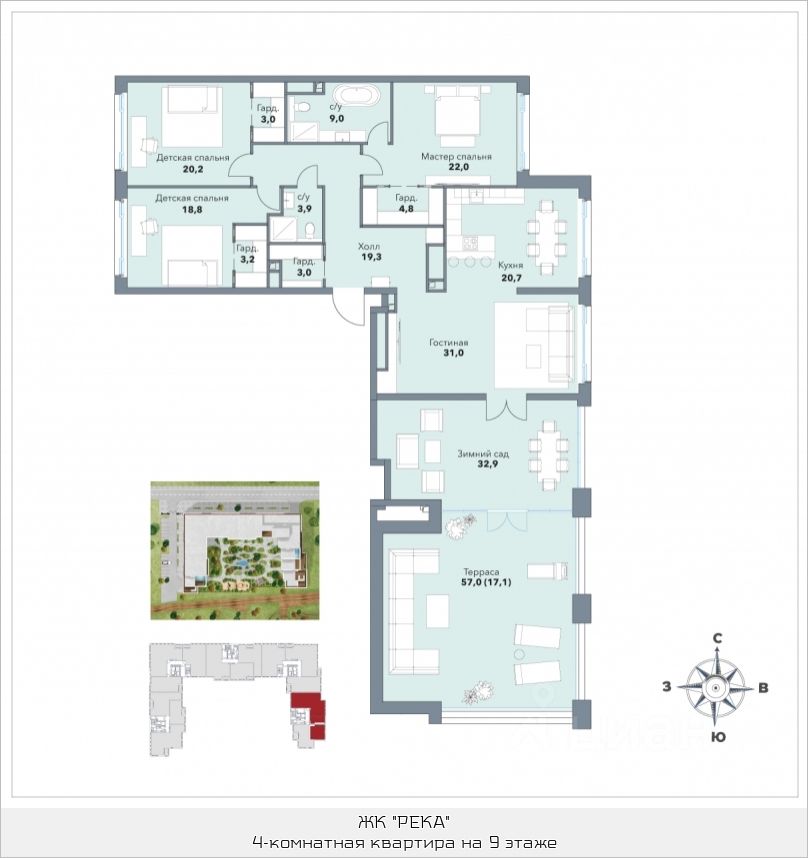 Гард.
3,0
с/у
9,0
Детская спальня
20,2
Мастер спальня
22,0
Детская спальня
18,8
с/у
3,9
Гард.
4,8
Гард.
3,2
Гард.
3,0
Холл
19,3
Кухня
20,7
Гостиная
31,0
Зимний сад
32,9
Терраса
57,0 (17,1)
С
З
В
Ю
циан
ЖК "РЕКА"
4-комнатная квартира на 9 этаже